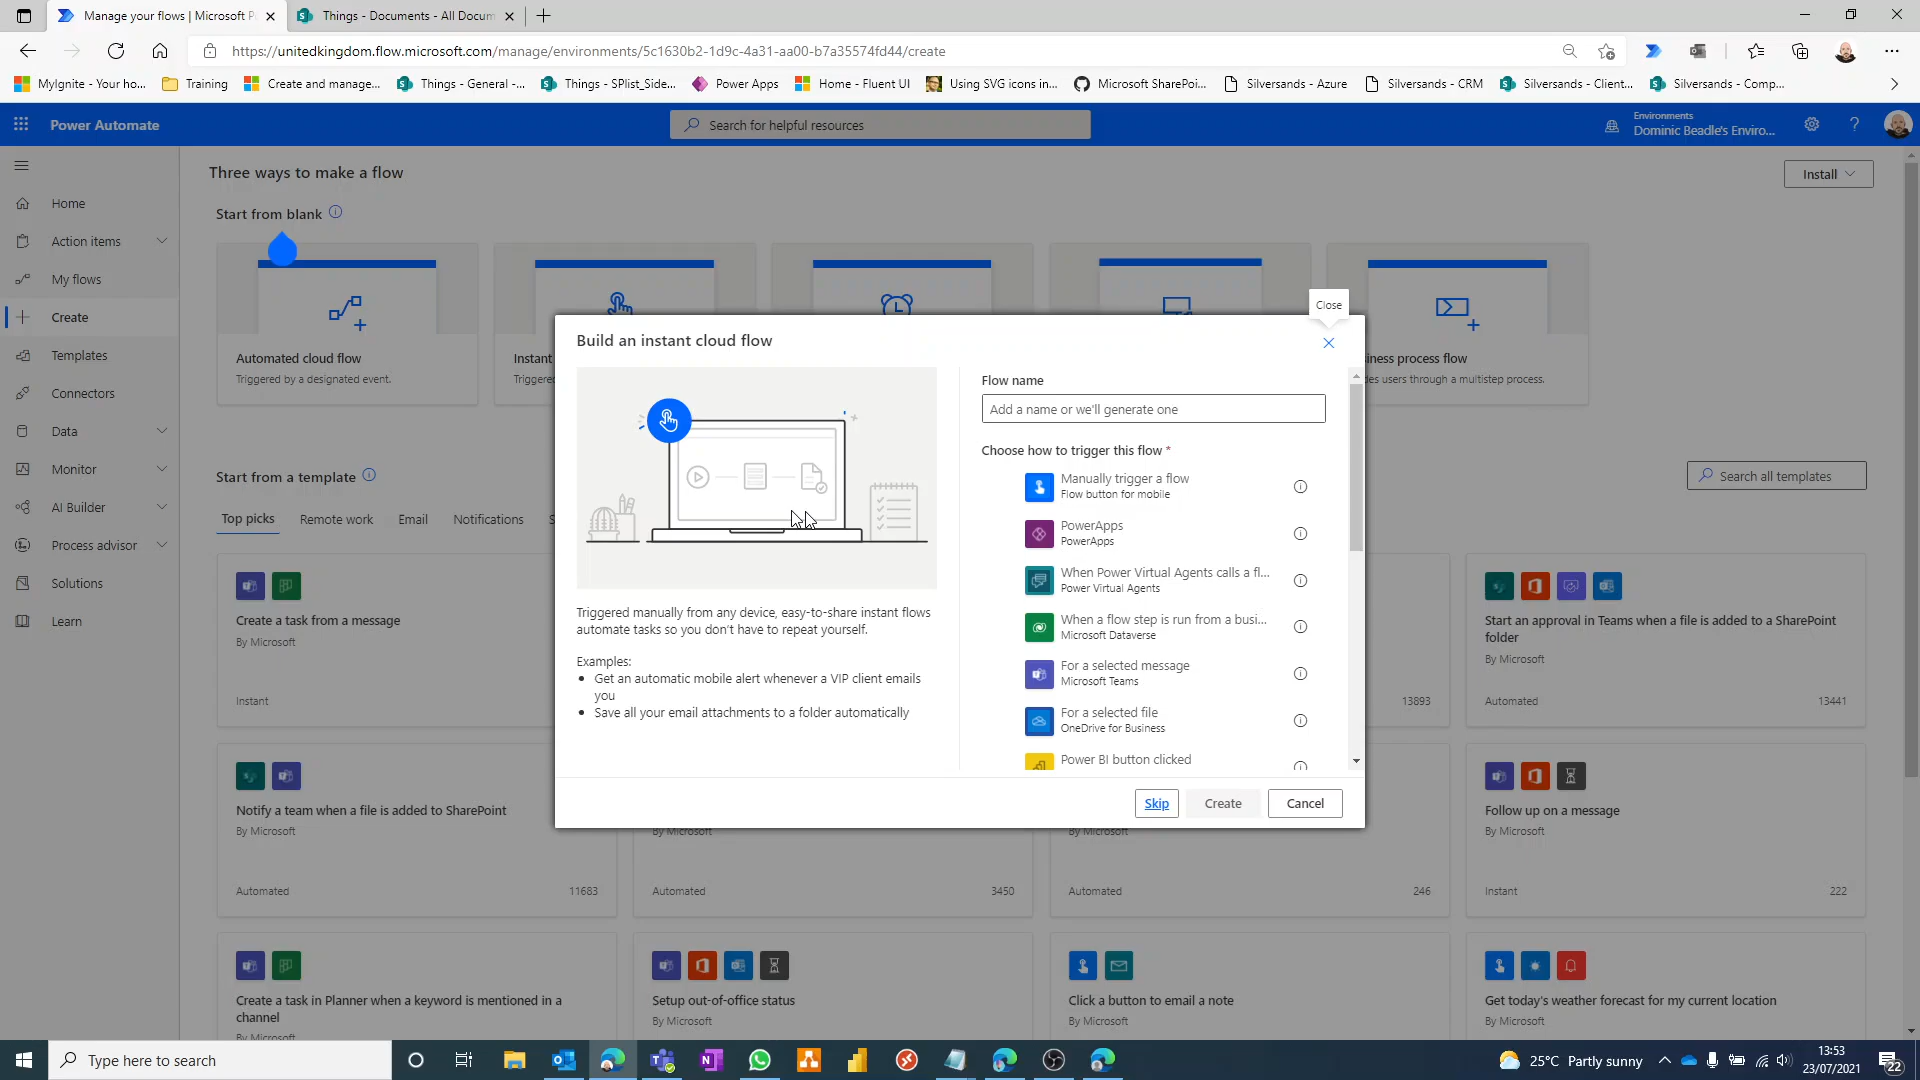 Manage your flows | Microsoft P
Things - Documents - All Docum
https://unitedkingdom.flow.microsoft.com/manage/environments/5c1630b2-1d9c-4a31-aa00-b7a35574fd44/create
MyIgnite - Your ho...
Training
Create and manage...
Things - General -...
Things - SPlist_Side...
Power Apps
Home - Fluent UI
Using SVG icons in...
Microsoft SharePoi...
Silversands - Azure
Silversands - CRM
Silversands - Client...
Silversands - Comp...
Power Automate
Search for helpful resources
Environments
Dominic Beadle's Enviro...
Three ways to make a flow
Install
Home
Action items
My flows
Create
Templates
Connectors
Data
Monitor
AI Builder
Process advisor
Solutions
Learn
Start from blank
Automated cloud flow
Triggered by a designated event.
Instant
Triggere
siness process flow
des users through a multistep process.
Close
Build an instant cloud flow
Triggered manually from any device, easy-to-share instant flows
automate tasks so you don't have to repeat yourself.
Examples:
Get an automatic mobile alert whenever a VIP client emails
you
Save all your email attachments to a folder automatically
Flow name
Add a name or we'll generate one
Choose how to trigger this flow *
Manually trigger a flow
Flow button for mobile
PowerApps
PowerApps
When Power Virtual Agents calls a fl...
Power Virtual Agents
When a flow step is run from a busi...
Microsoft Dataverse
For a selected message
Microsoft Teams
For a selected file
OneDrive for Business
Power BI button clicked
Skip
Create
Cancel
Start from a template
Search all templates
Top picks
Remote work
Email
Notifications
S
Create a task from a message
By Microsoft
Instant
13893
Start an approval in Teams when a file is added to a SharePoint
folder
By Microsoft
Automated
13441
Notify a team when a file is added to SharePoint
By Microsoft
Automated
11683
By Microsoft
Automated
3450
By Microsoft
Automated
246
Follow up on a message
By Microsoft
Instant
222
Create a task in Planner when a keyword is mentioned in a
channel
By Microsoft
Setup out-of-office status
By Microsoft
Click a button to email a note
By Microsoft
Get today's weather forecast for my current location
By Microsoft
Type here to search
25°C Partly sunny
13:53
23/07/2021
22